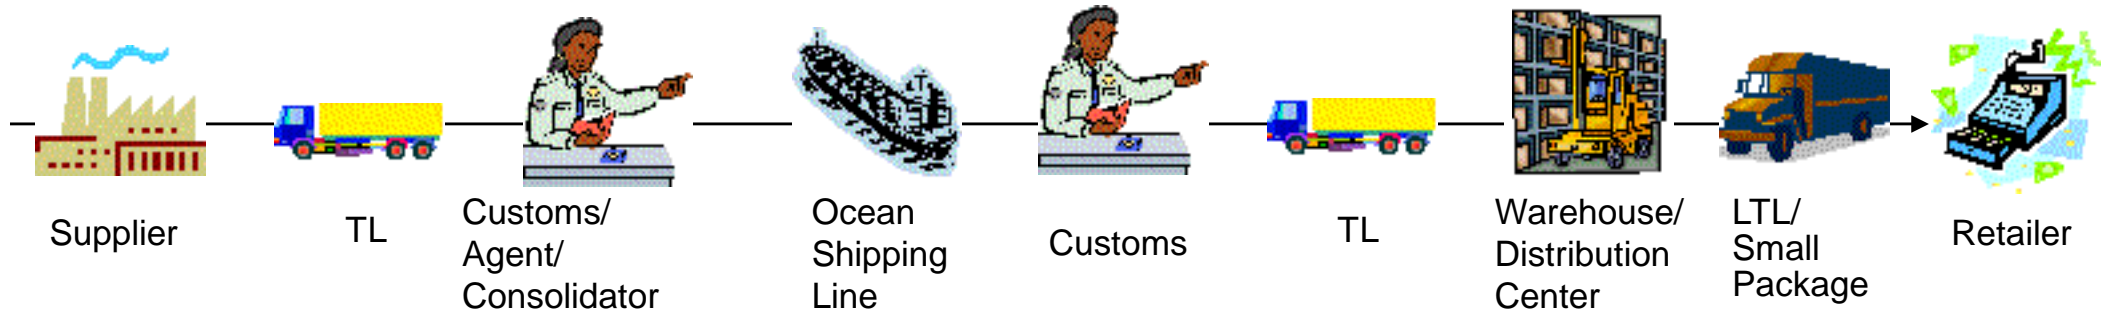 Supplier
TL
Customs/
Agent/
Consolidator
Ocean
Shipping
Line
Customs
TL
Warehouse/
Distribution
Center
LTL/
Small
Package
Retailer